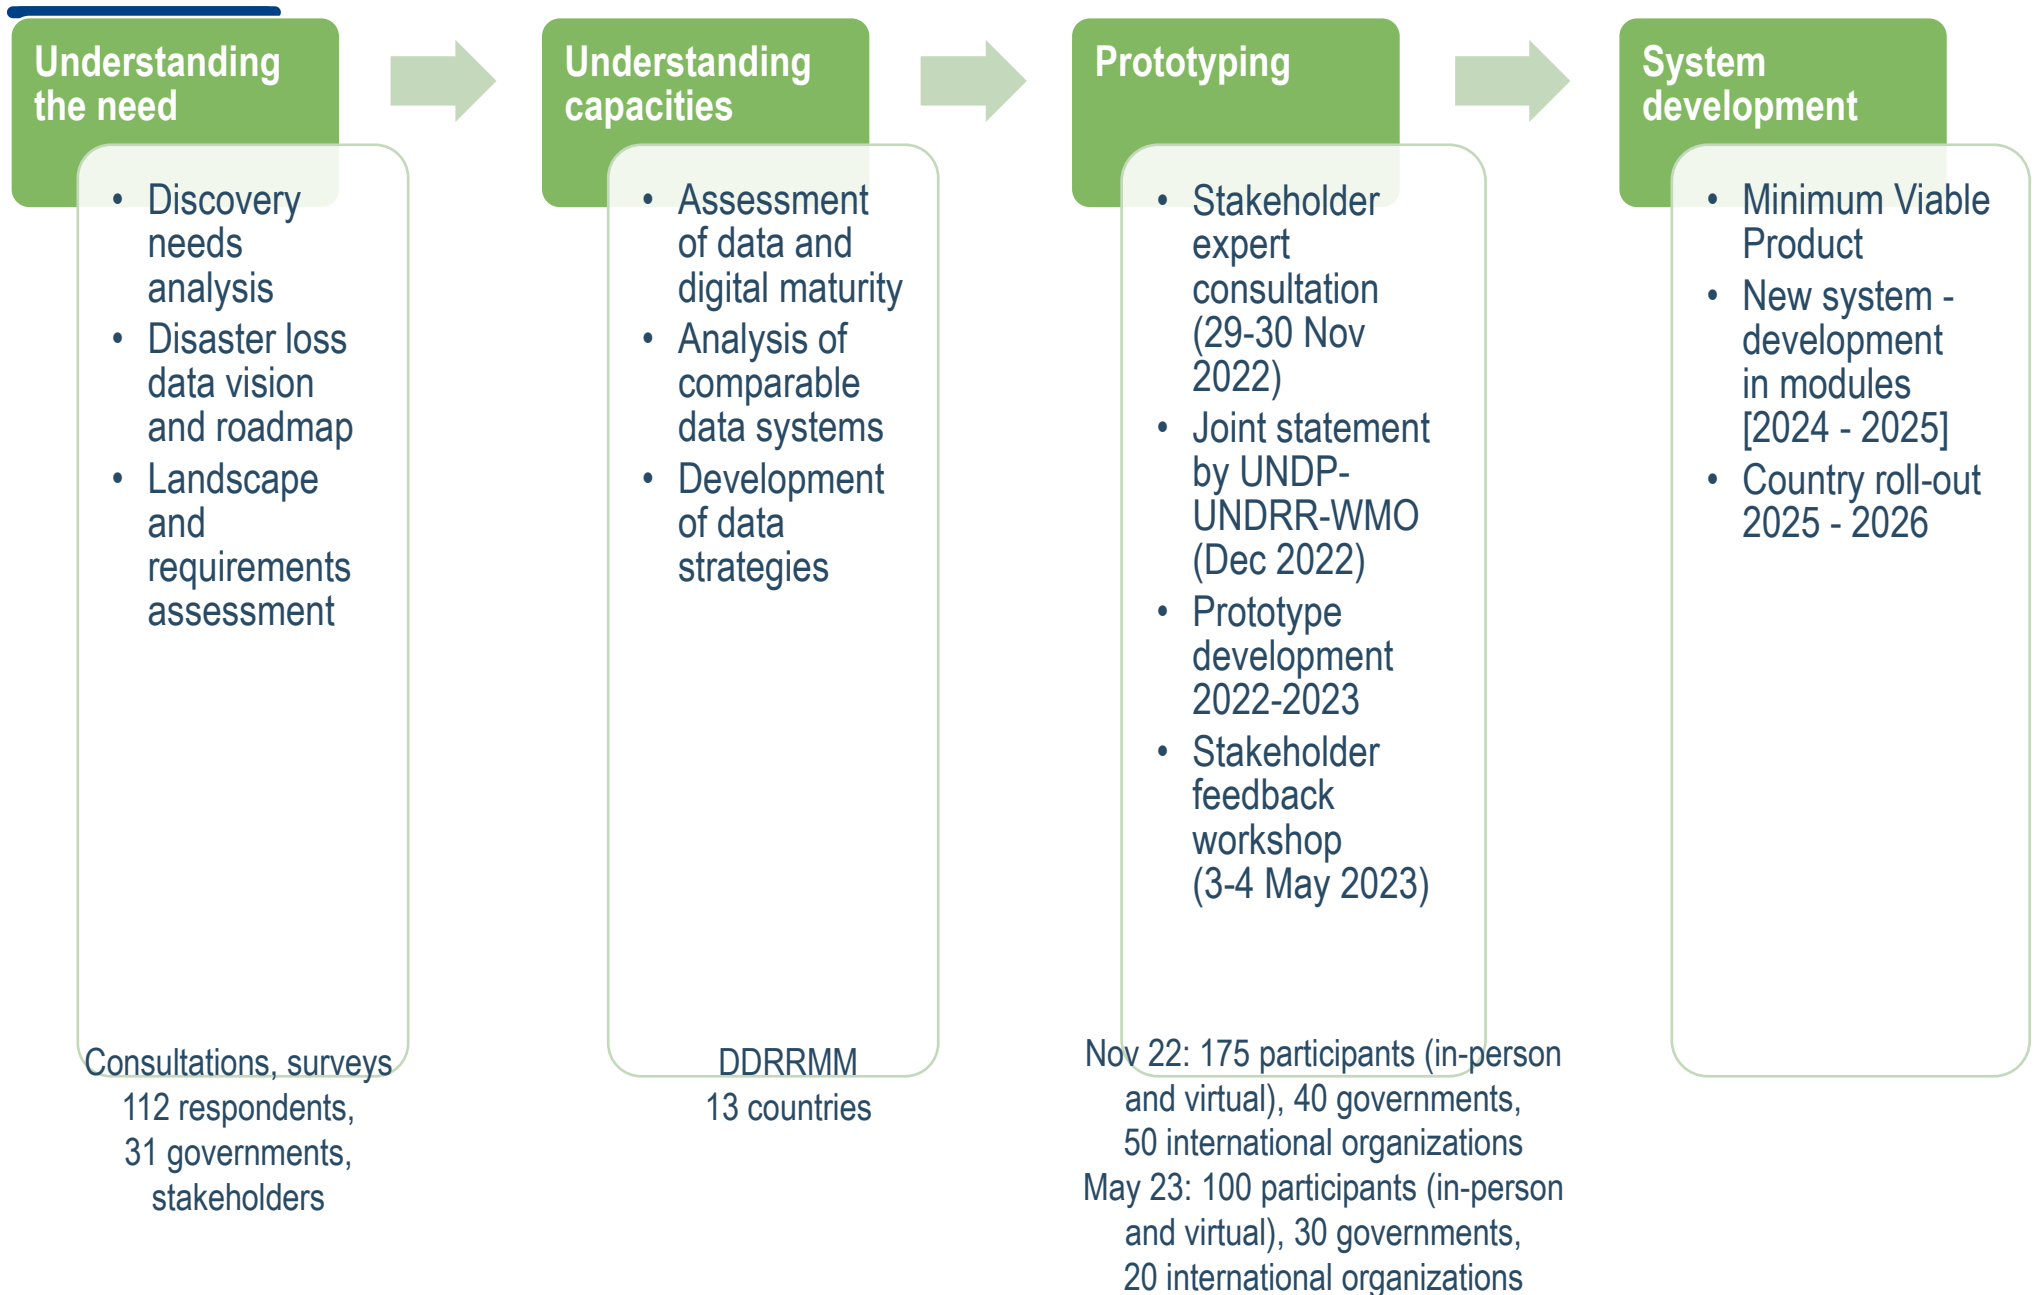 Understanding
the need
• Discovery
needs
analysis
• Disaster loss
data vision
and roadmap
• Landscape
and
requirements
assessment
Consultations, surveys
112 respondents,
31 governments,
stakeholders
Understanding
capacities
• Assessment
of data and
digital maturity
• Analysis of
comparable
data systems
• Development
of data
strategies
DDRRMM
13 countries
Prototyping
• Stakeholder
expert
consultation
(29-30 Nov
2022)
• Joint statement
by UNDP-
UNDRR-WMO
(Dec 2022)
• Prototype
development
2022-2023
• Stakeholder
feedback
workshop
(3-4 May 2023)
Nov 22: 175 participants (in-person
and virtual), 40 governments,
50 international organizations
May 23: 100 participants (in-person
and virtual), 30 governments,
20 international organizations
System
development
• Minimum Viable
Product
• New system -
development
in modules
[2024 - 2025]
• Country roll-out
2025 - 2026